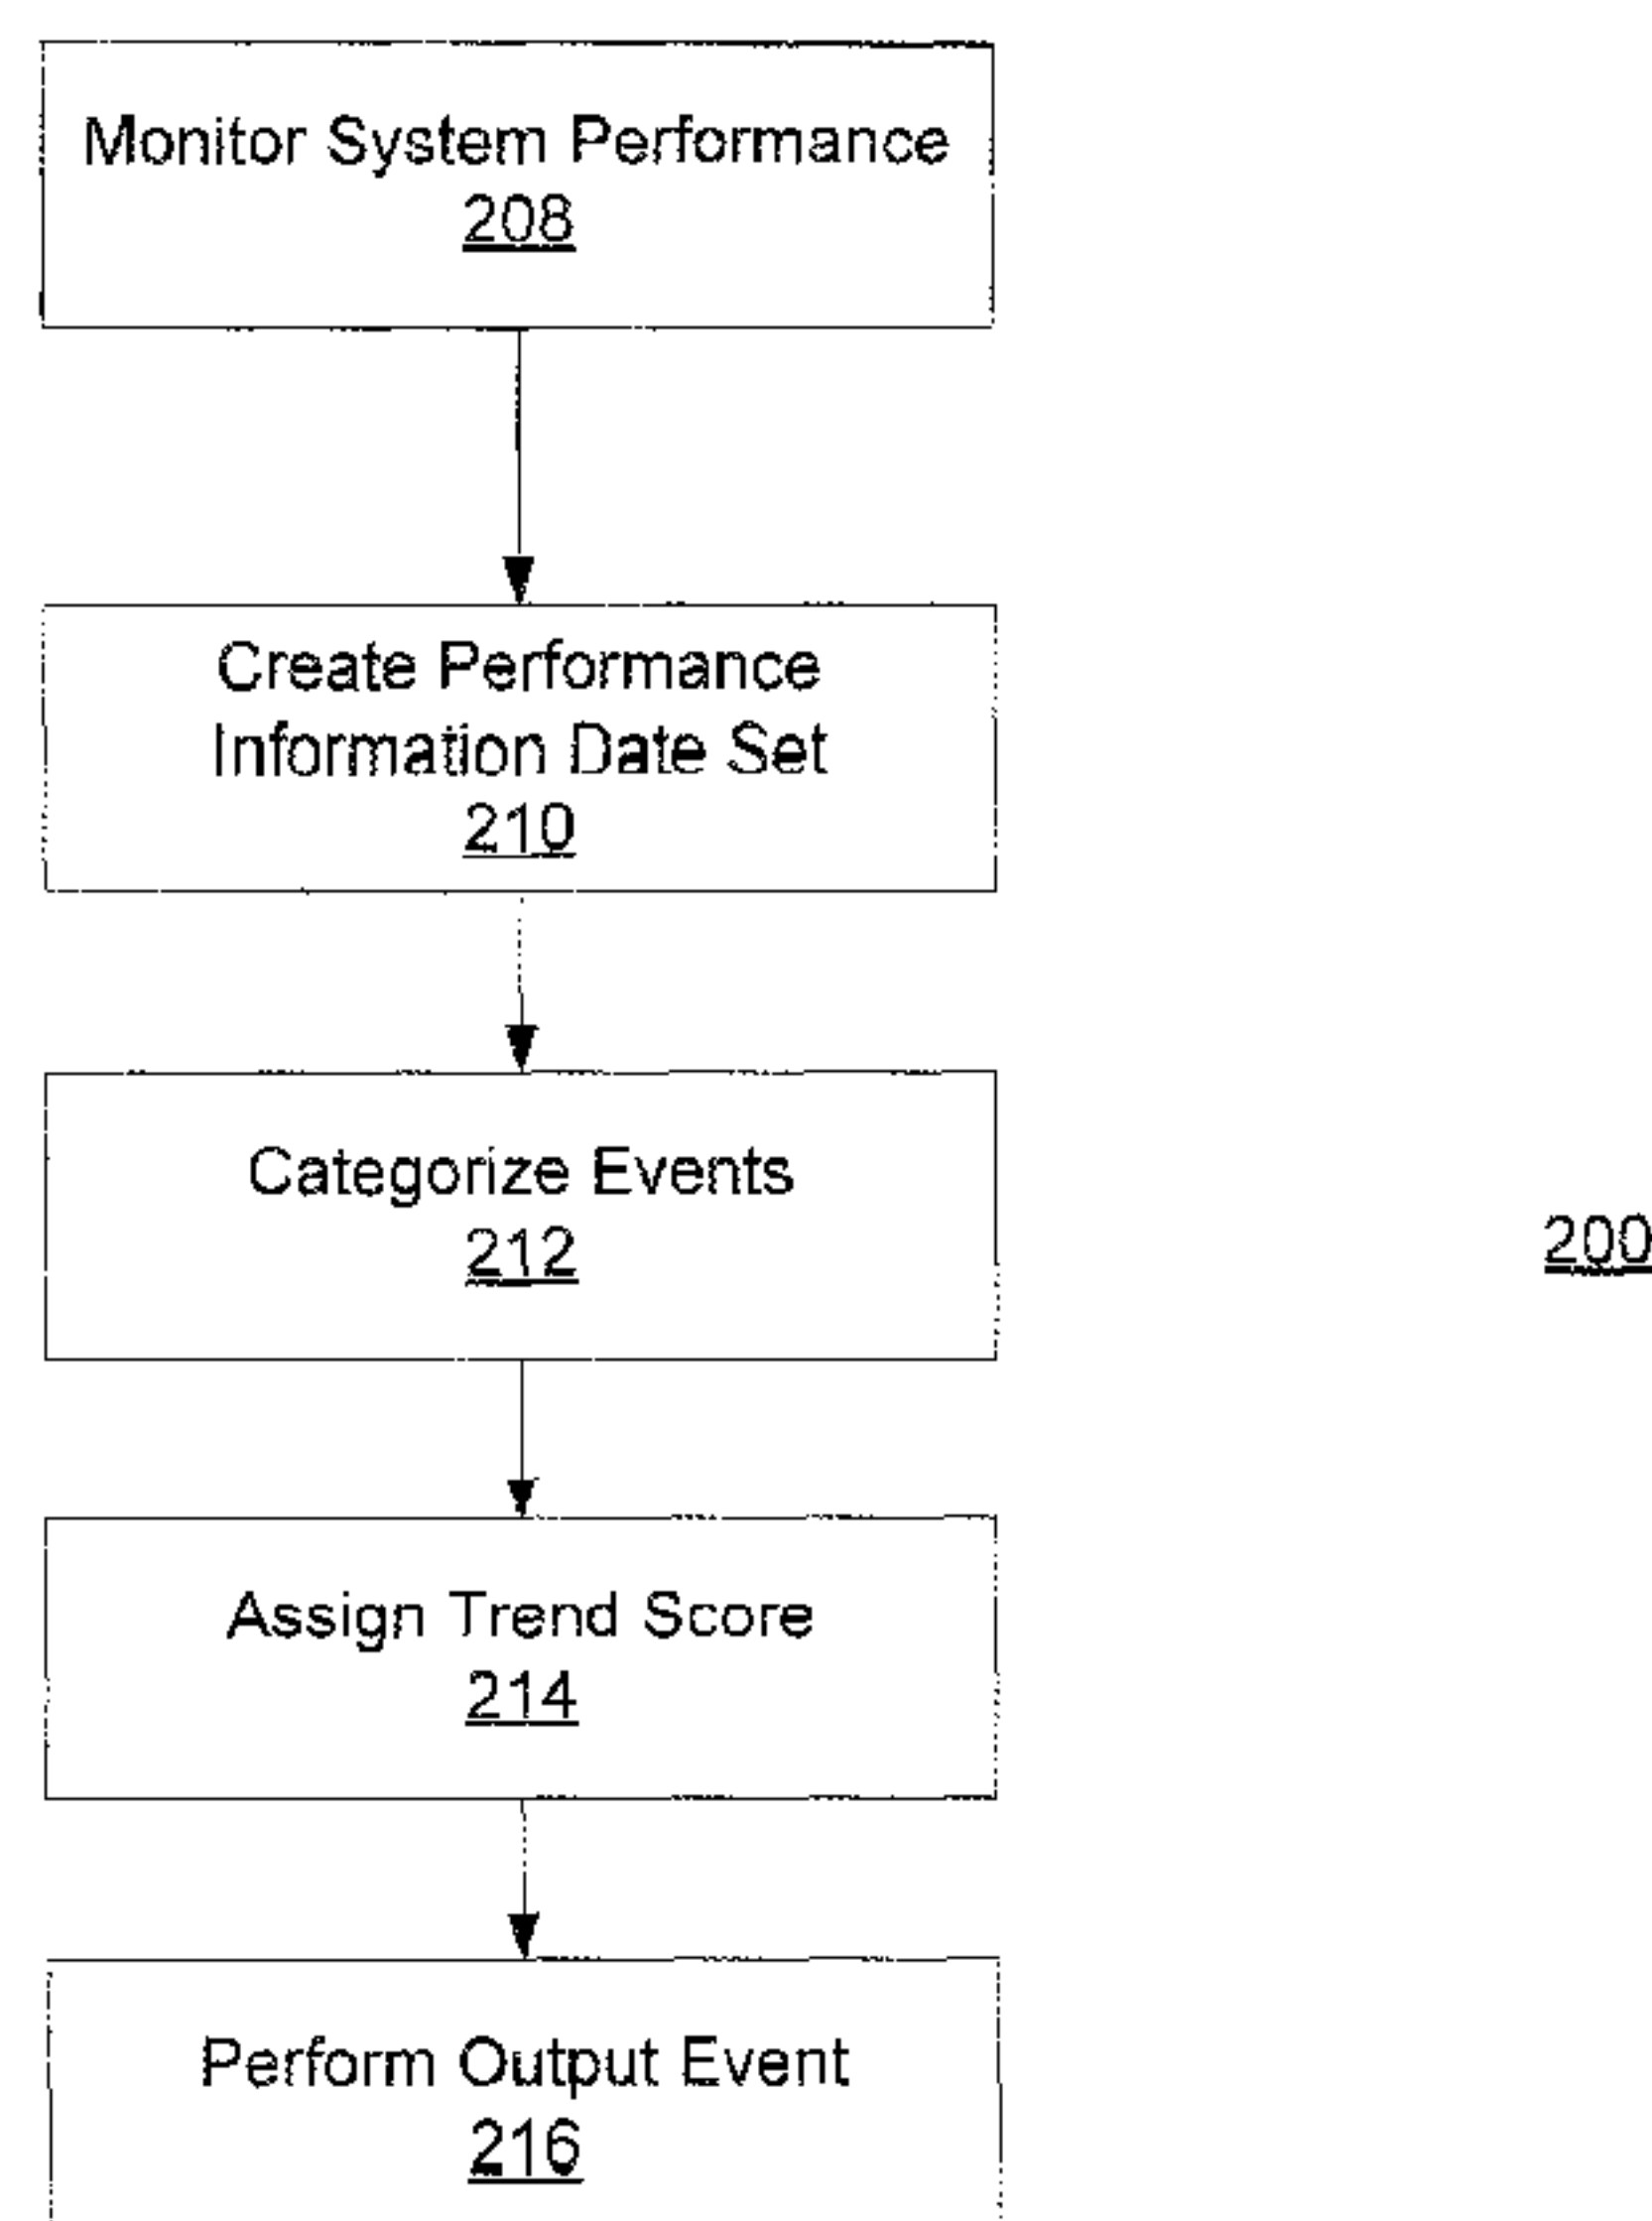 Monitor System Performance
208
Create Performance
Information Date Set
210
Categorize Events
212
200
Assign Trend Score
214
Perform Output Event
216